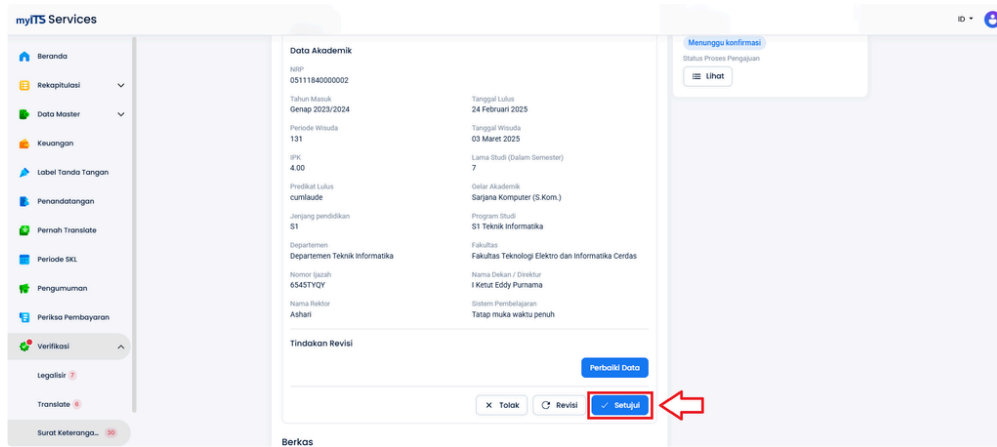 myITS Services
ID
Beranda
Rekapitulasi
Data Master
Keuangan
Label Tanda Tangan
Penandatangan
Pernah Translate
Periode SKL
Pengumuman
Periksa Pembayaran
Verifikasi
Legalisir 7
Translate 6
Surat Keteranga... 30
Data Akademik
NRP
05111840000002
Tahun Masuk
Genap 2023/2024
Tanggal Lulus
24 Februari 2025
Periode Wisuda
131
Tanggal Wisuda
03 Maret 2025
IPK
4.00
Lama Studi (Dalam Semester)
7
Predikat Lulus
cumlaude
Gelar Akademik
Sarjana Komputer (S.Kom.)
Jenjang pendidikan
S1
Program Studi
S1 Teknik Informatika
Departemen
Departemen Teknik Informatika
Fakultas
Fakultas Teknologi Elektro dan Informatika Cerdas
Nomor Ijazah
6545TYQY
Nama Dekan / Direktur
I Ketut Eddy Purnama
Nama Rektor
Ashari
Sistem Pembelajaran
Tatap muka waktu penuh
Tindakan Revisi
Perbaiki Data
Tolak
Revisi
Setujui
Berkas
Menunggu konfirmasi
Status Proses Pengajuan
Lihat